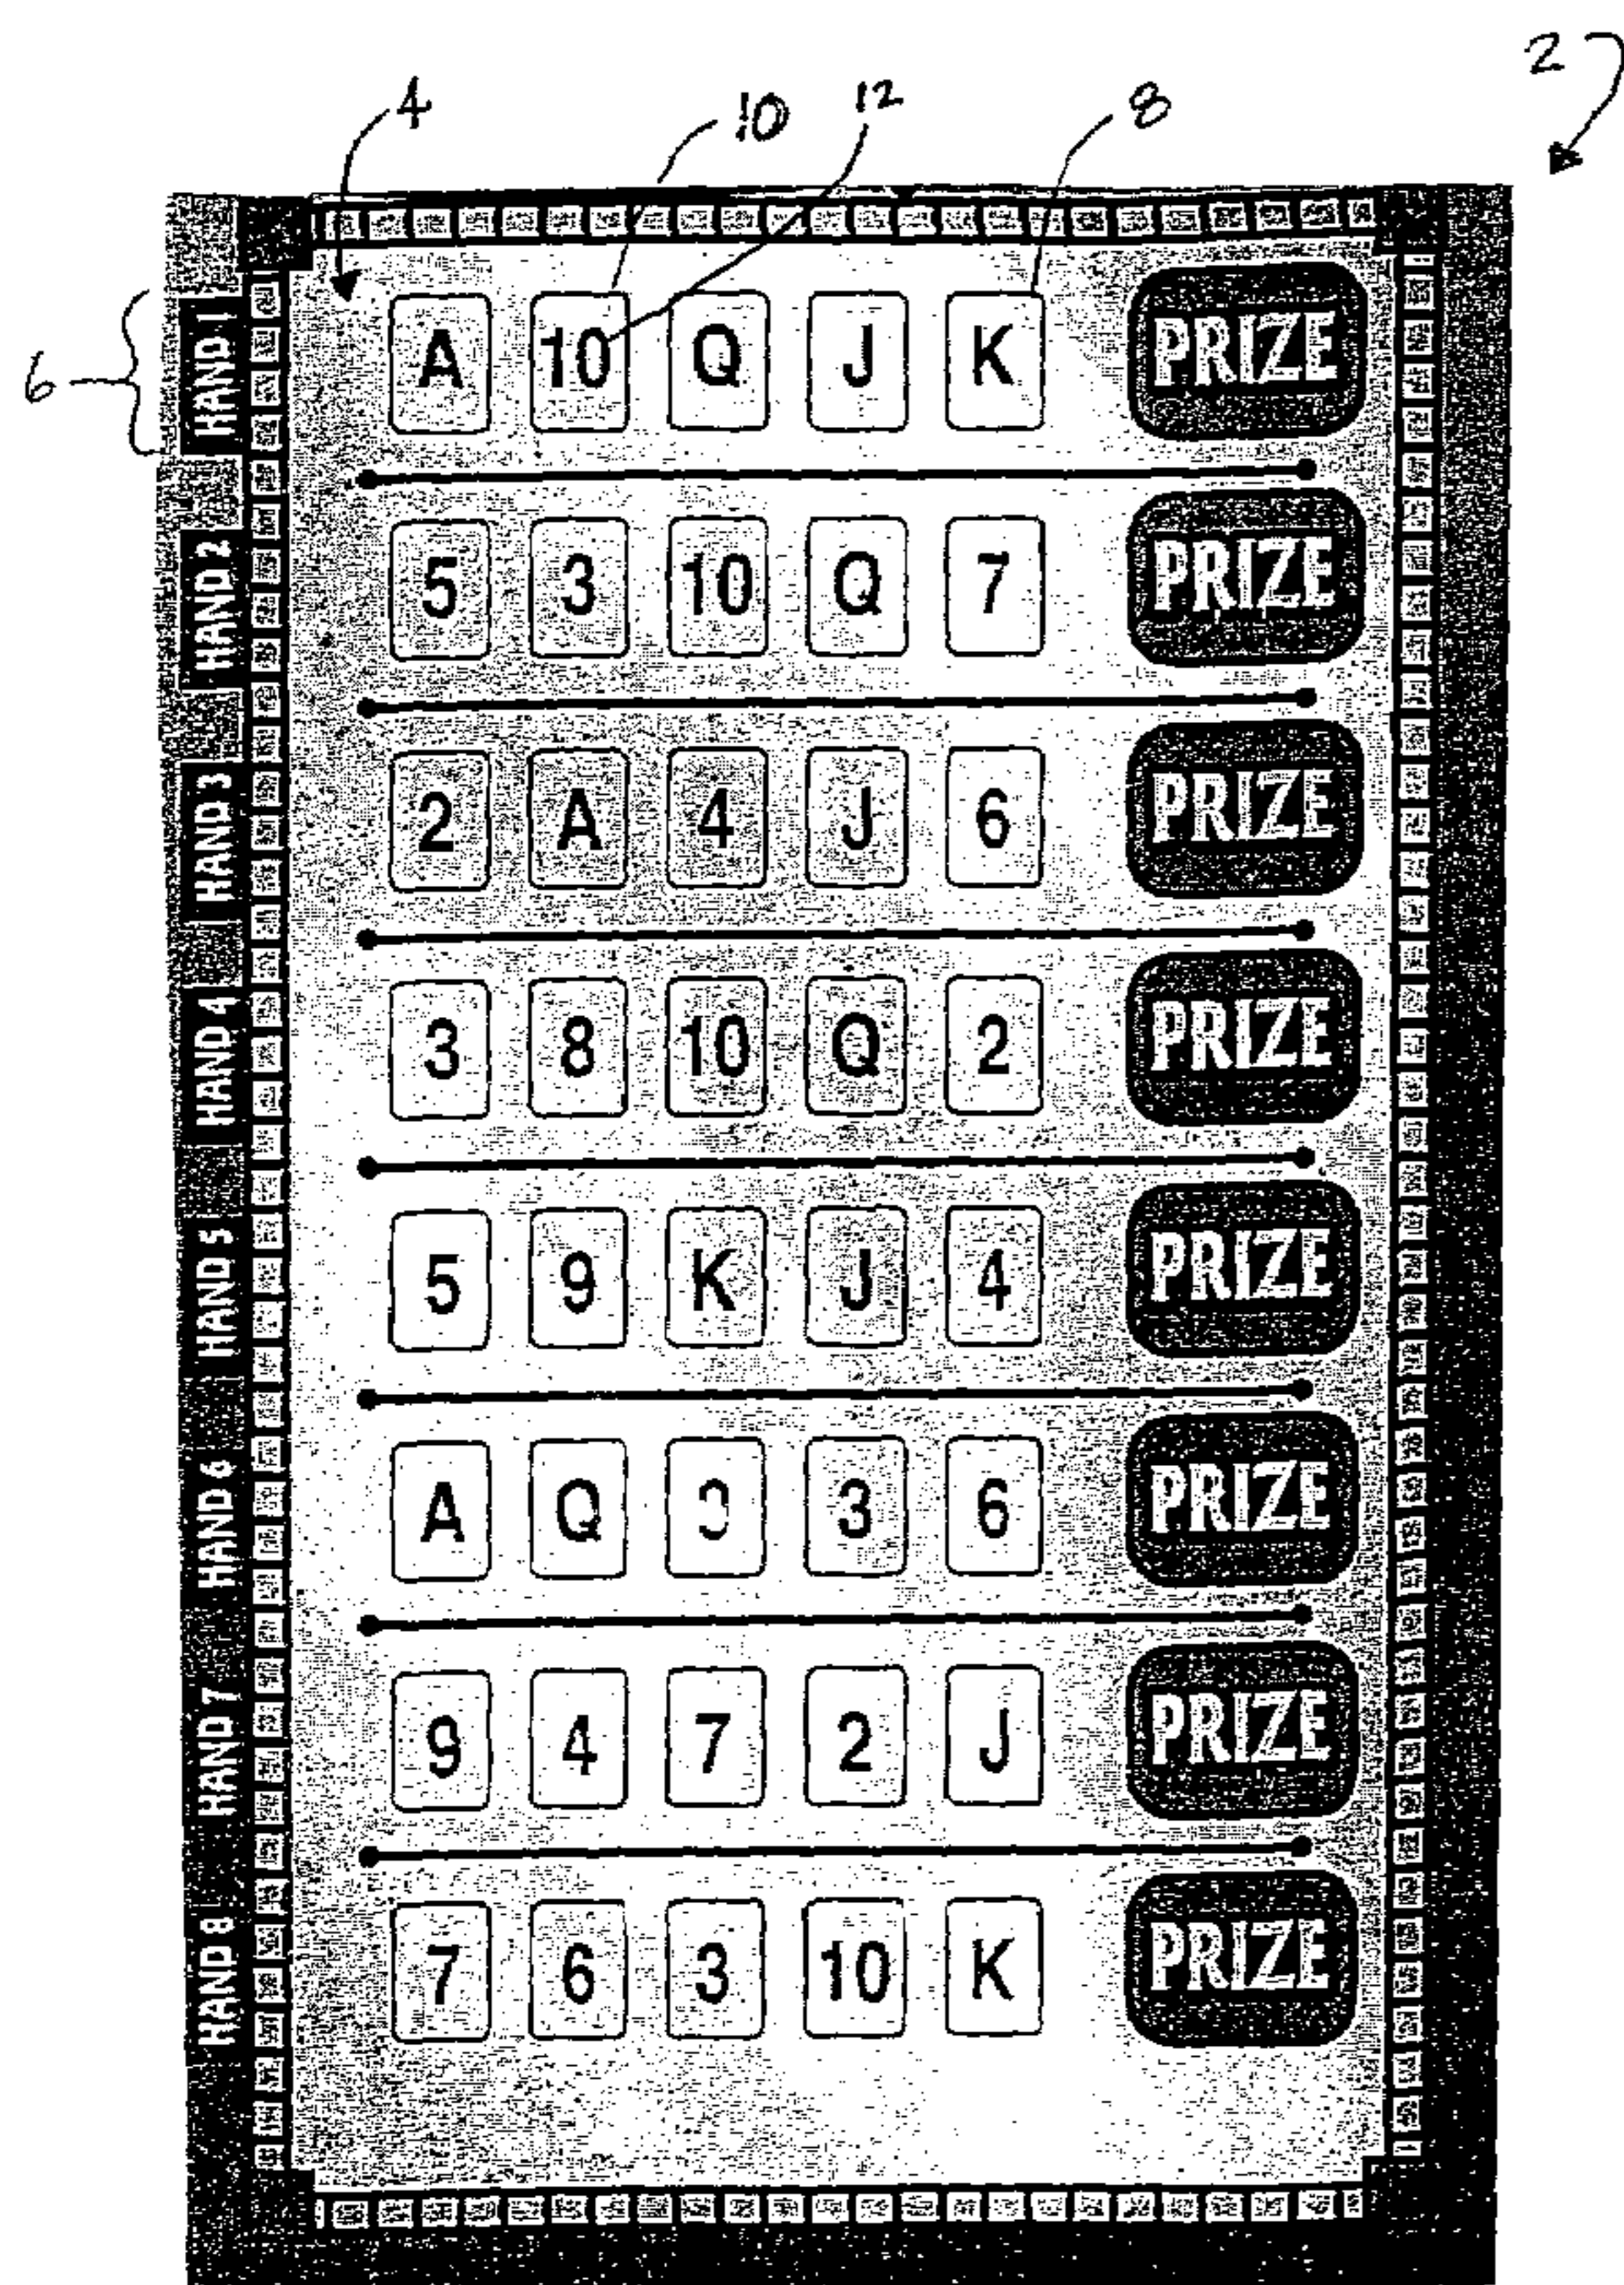 2
4 10 12 8
6
HAND 1 A 10 Q J K PRIZE
HAND 2 5 3 10 Q 7 PRIZE
HAND 3 2 A 4 J 6 PRIZE
HAND 4 3 8 10 Q 2 PRIZE
HAND 5 5 9 K J 4 PRIZE
HAND 6 A Q 3 6 PRIZE
HAND 7 9 4 7 2 J PRIZE
HAND 8 7 6 3 10 K PRIZE